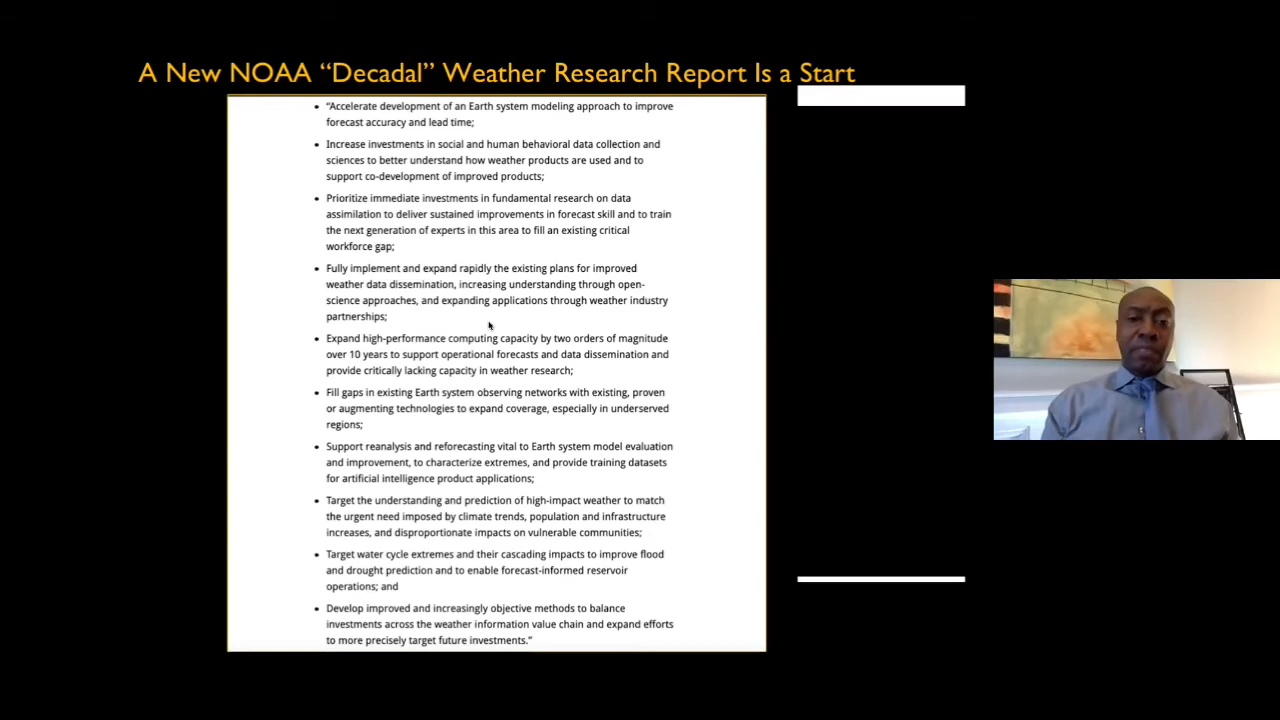 A New NOAA “Decadal” Weather Research Report Is a Start
• “Accelerate development of an Earth system modeling approach to improve
forecast accuracy and lead time;
• Increase investments in social and human behavioral data collection and
sciences to better understand how weather products are used and to
support co-development of improved products;
• Prioritize immediate investments in fundamental research on data
assimilation to deliver sustained improvements in forecast skill and to train
the next generation of experts in this area to fill an existing critical
workforce gap;
• Fully implement and expand rapidly the existing plans for improved
weather data dissemination, increasing understanding through open-
science approaches, and expanding applications through weather industry
partnerships;
• Expand high-performance computing capacity by two orders of magnitude
over 10 years to support operational forecasts and data dissemination and
provide critically lacking capacity in weather research;
• Fill gaps in existing Earth system observing networks with existing, proven
or augmenting technologies to expand coverage, especially in underserved
regions;
• Support reanalysis and reforecasting vital to Earth system model evaluation
and improvement, to characterize extremes, and provide training datasets
for artificial intelligence product applications;
• Target the understanding and prediction of high-impact weather to match
the urgent need imposed by climate trends, population and infrastructure
increases, and disproportionate impacts on vulnerable communities;
• Target water cycle extremes and their cascading impacts to improve flood
and drought prediction and to enable forecast-informed reservoir
operations; and
• Develop improved and increasingly objective methods to balance
investments across the weather information value chain and expand efforts
to more precisely target future investments.”